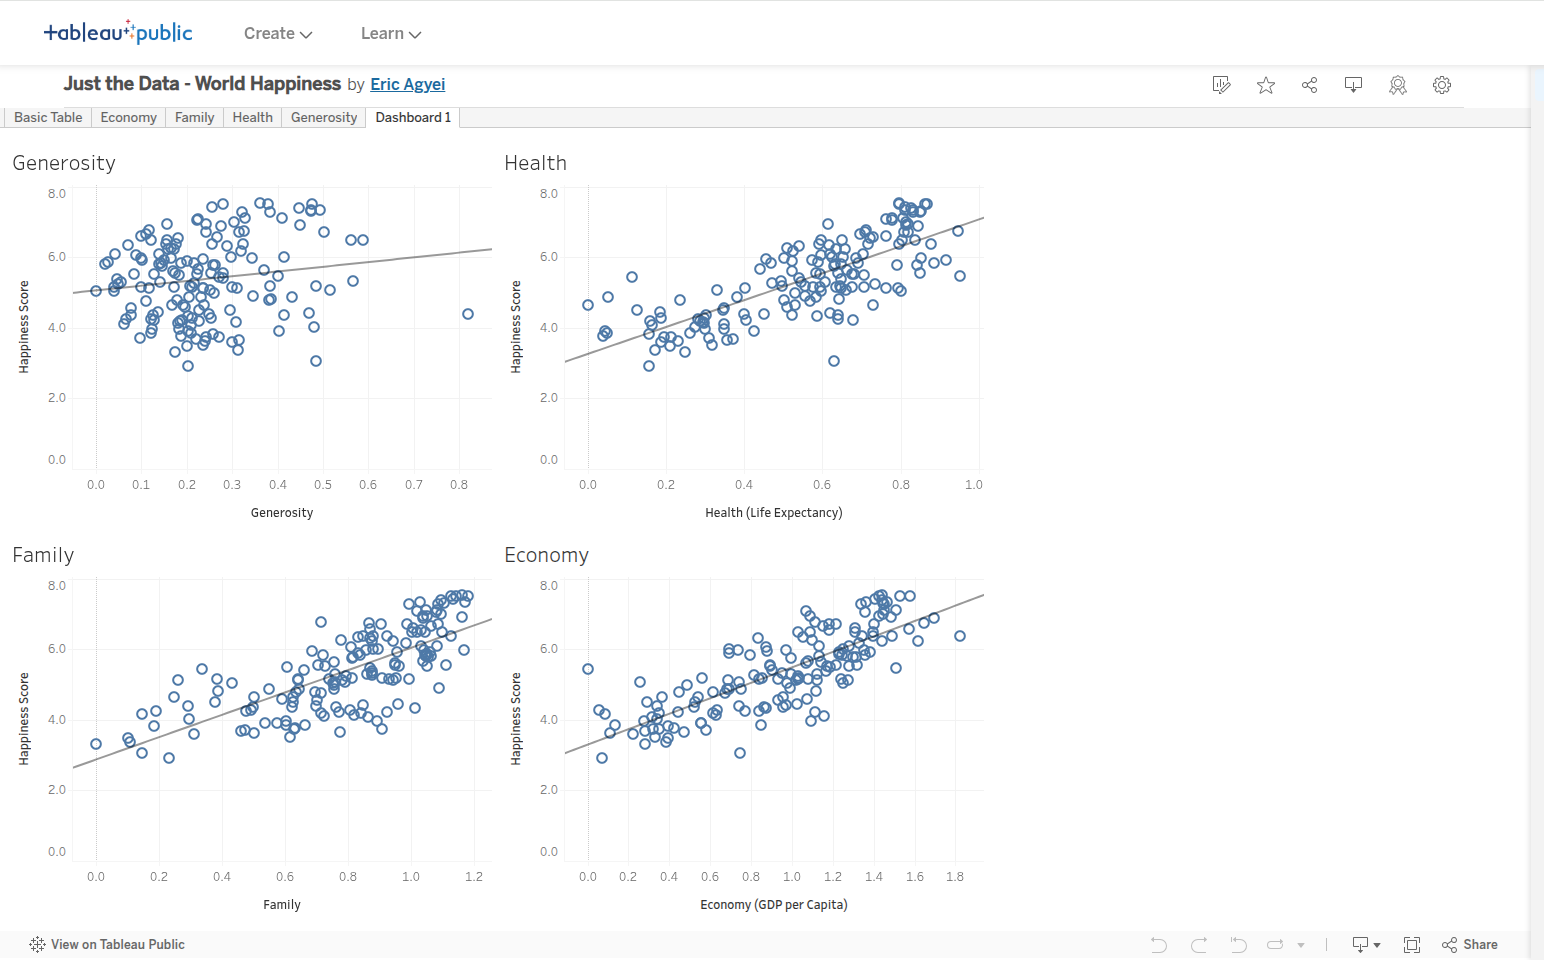 tableau public
Create
Learn
Just the Data - World Happiness by Eric Agyei
Basic Table
Economy
Family
Health
Generosity
Dashboard 1
Generosity
8.0
6.0
4.0
2.0
0.0
Happiness Score
0.0 0.1 0.2 0.3 0.4 0.5 0.6 0.7 0.8
Generosity
Health
8.0
6.0
4.0
2.0
0.0
Happiness Score
0.0 0.2 0.4 0.6 0.8 1.0
Health (Life Expectancy)
Family
8.0
6.0
4.0
2.0
0.0
Happiness Score
0.0 0.2 0.4 0.6 0.8 1.0 1.2
Family
Economy
8.0
6.0
4.0
2.0
0.0
Happiness Score
0.0 0.2 0.4 0.6 0.8 1.0 1.2 1.4 1.6 1.8
Economy (GDP per Capita)
View on Tableau Public
Share